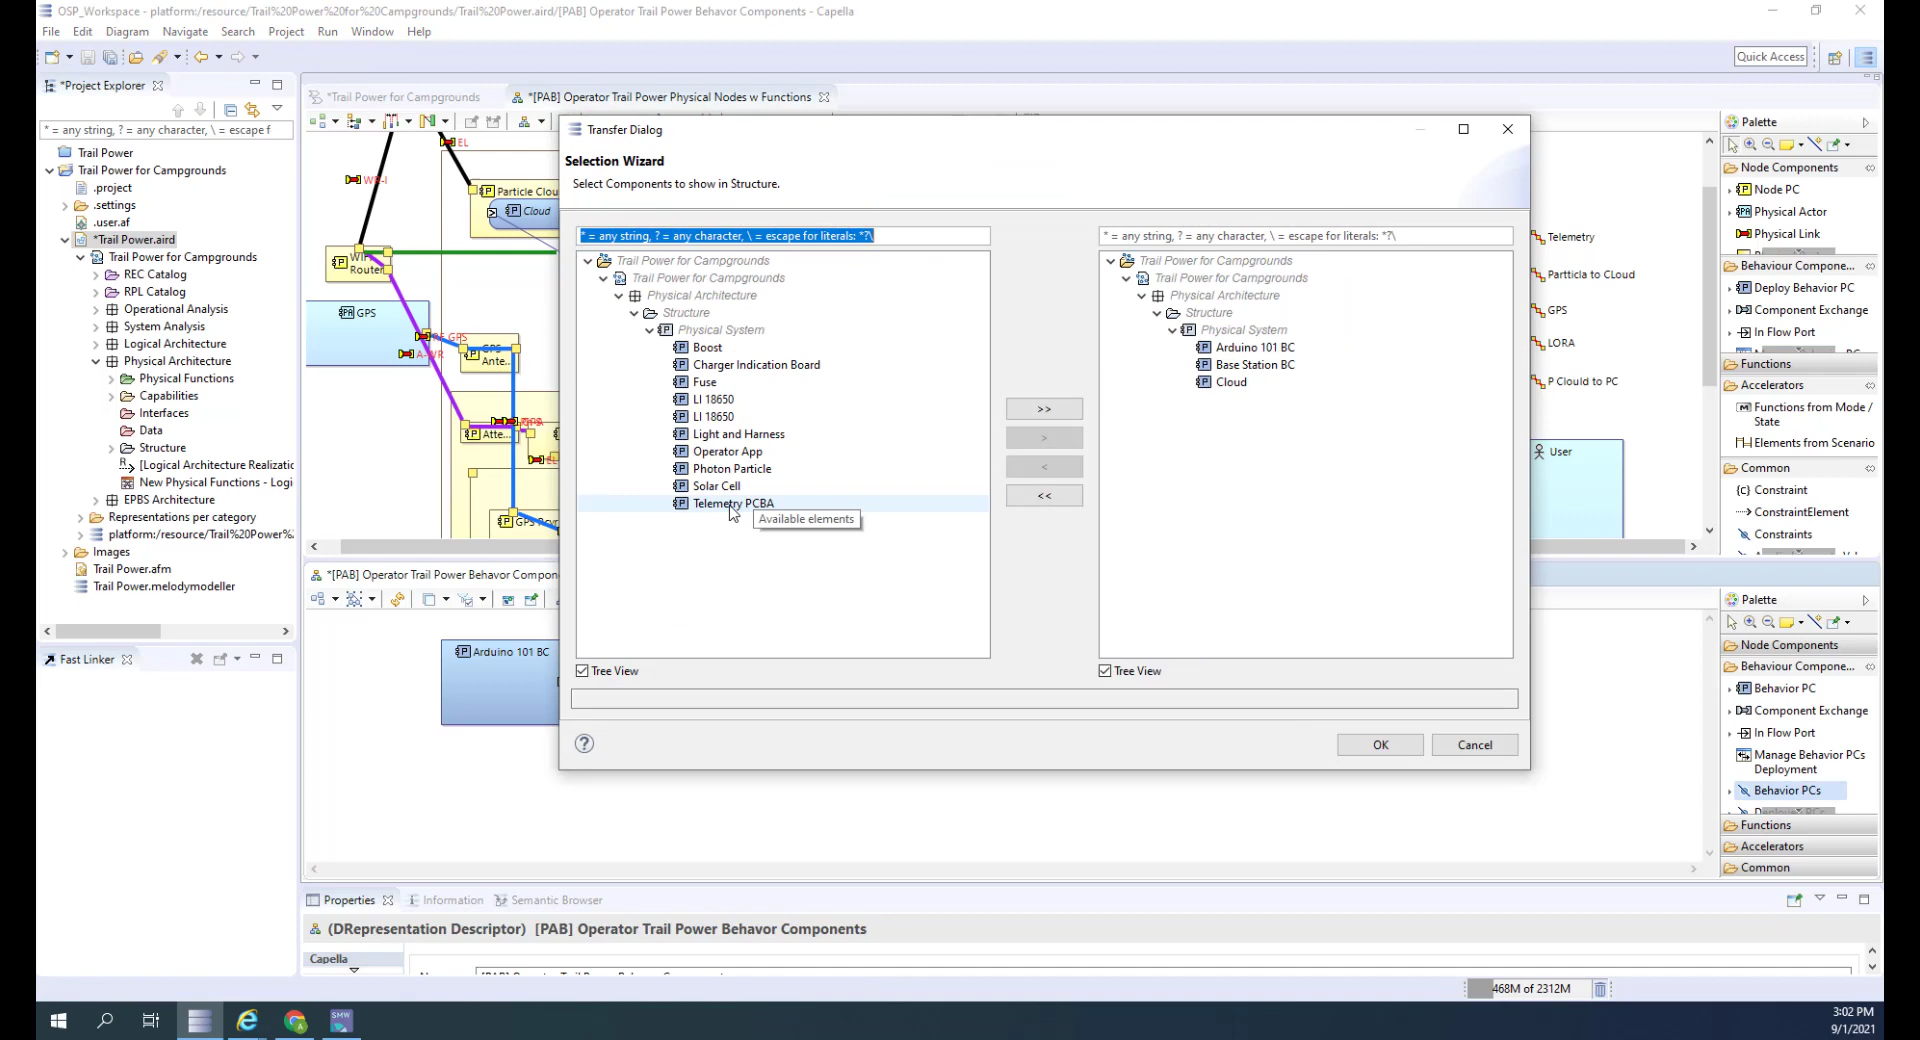 OSP_Workspace - platform:/resource/Trail%20Power%20for%20Campgrounds/Trail%20Power.aird/[PAB] Operator Trail Power Behavor Components - Capella
File Edit Diagram Navigate Search Project Run Window Help
Quick Access
*Project Explorer
*Trail Power for Campgrounds
*[PAB] Operator Trail Power Physical Nodes w Functions
* = any string, ? = any character, \ = escape f
Trail Power
Trail Power for Campgrounds
.project
.settings
.user.af
*Trail Power.aird
Trail Power for Campgrounds
REC Catalog
RPL Catalog
Operational Analysis
System Analysis
Logical Architecture
Physical Architecture
Physical Functions
Capabilities
Interfaces
Data
Structure
[Logical Architecture Realizatic
New Physical Functions - Logi
EPBS Architecture
Representations per category
platform:/resource/Trail%20Power%
Images
Trail Power.afm
Trail Power.melodymodeller
Fast Linker
EL
Particle Clou
Cloud
WIFI
Router
GPS
GPS
Ante...
Atte...
Telemetry
Particla to CLoud
GPS
LORA
P Clould to PC
User
Transfer Dialog
Selection Wizard
Select Components to show in Structure.
* = any string, ? = any character, \ = escape for literals: *?\
Trail Power for Campgrounds
Trail Power for Campgrounds
Physical Architecture
Structure
Physical System
Boost
Charger Indication Board
Fuse
LI 18650
LI 18650
Light and Harness
Operator App
Photon Particle
Solar Cell
Telemetry PCBA
Available elements
Tree View
>>
>
<
<<
* = any string, ? = any character, \ = escape for literals: *?\
Trail Power for Campgrounds
Trail Power for Campgrounds
Physical Architecture
Structure
Physical System
Arduino 101 BC
Base Station BC
Cloud
Tree View
OK
Cancel
Palette
Node Components
Node PC
Physical Actor
Physical Link
Behaviour Compone...
Deploy Behavior PC
Component Exchange
In Flow Port
Functions
Accelerators
Functions from Mode /
State
Elements from Scenario
Common
Constraint
ConstraintElement
Constraints
*[PAB] Operator Trail Power Behavor Compon
Arduino 101 BC
Palette
Node Components
Behaviour Compone...
Behavior PC
Component Exchange
In Flow Port
Manage Behavior PCs
Deployment
Behavior PCs
Functions
Accelerators
Common
Properties
Information
Semantic Browser
(DRepresentation Descriptor) [PAB] Operator Trail Power Behavor Components
Capella
468M of 2312M
SMW
3:02 PM
9/1/2021